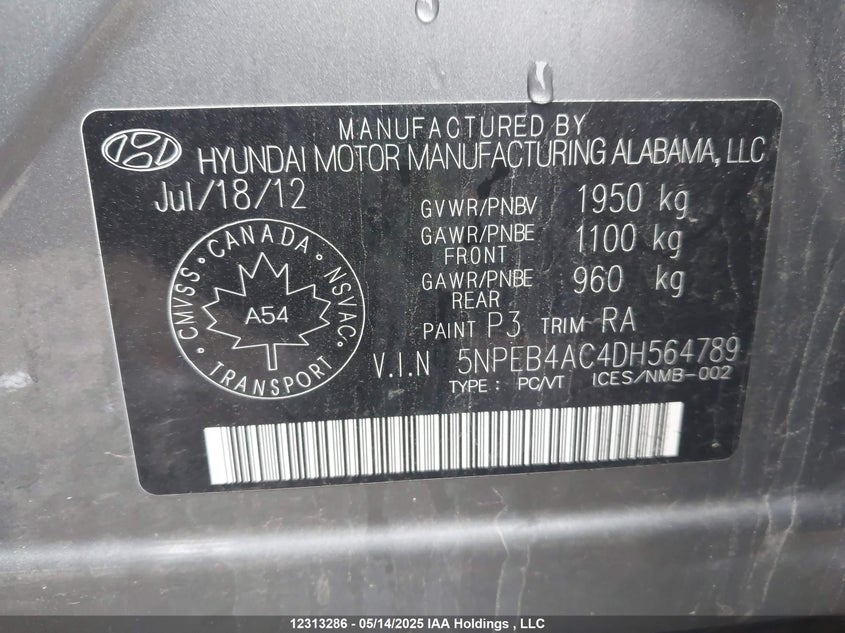 MANUFACTURED BY
HYUNDAI MOTOR MANUFACTURING ALABAMA, LLC
Jul/18/12
GVWR/PNBV 1950 kg
GAWR/PNBE FRONT 1100 kg
GAWR/PNBE REAR 960 kg
PAINT P3 TRIM RA
V.I.N 5NPEB4AC4DH564789
TYPE : PC/VT ICES/NMB-002
CMVSS · CANADA · NSVAC · TRANSPORT ·
A54
12313286 - 05/14/2025 IAA Holdings , LLC